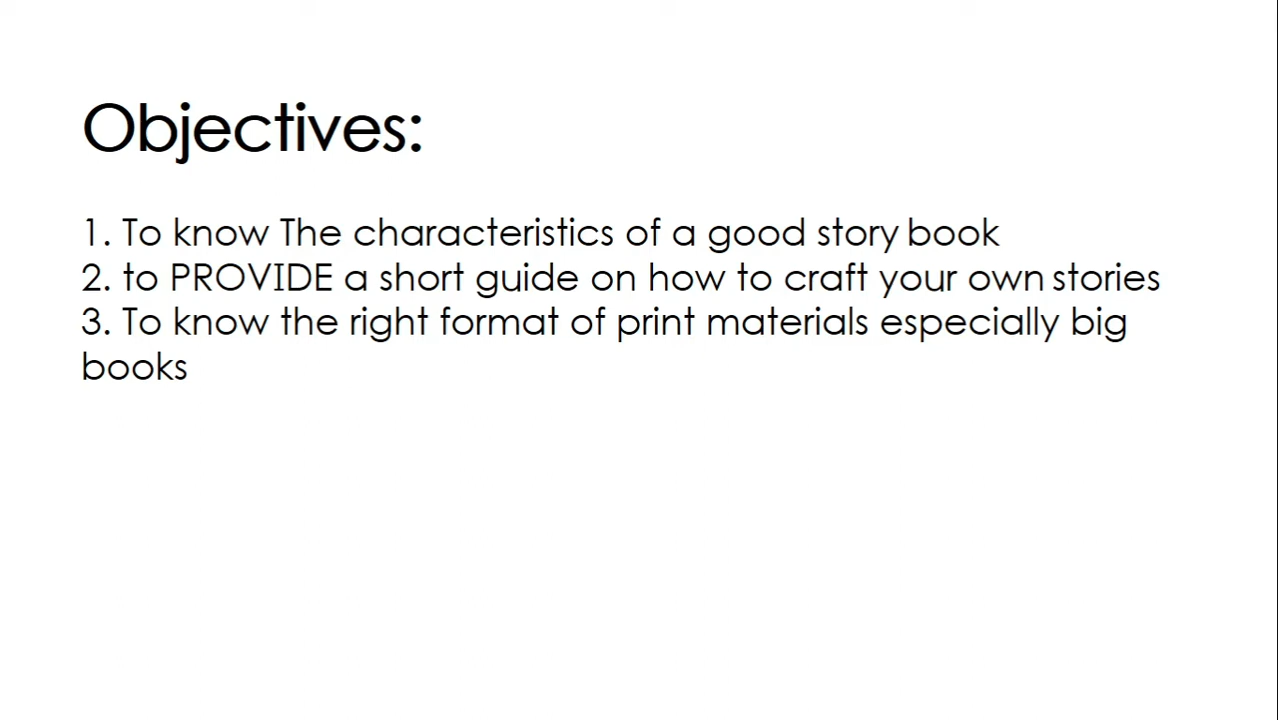 Objectives:
1. To know The characteristics of a good story book
2. to PROVIDE a short guide on how to craft your own stories
3. To know the right format of print materials especially big
books